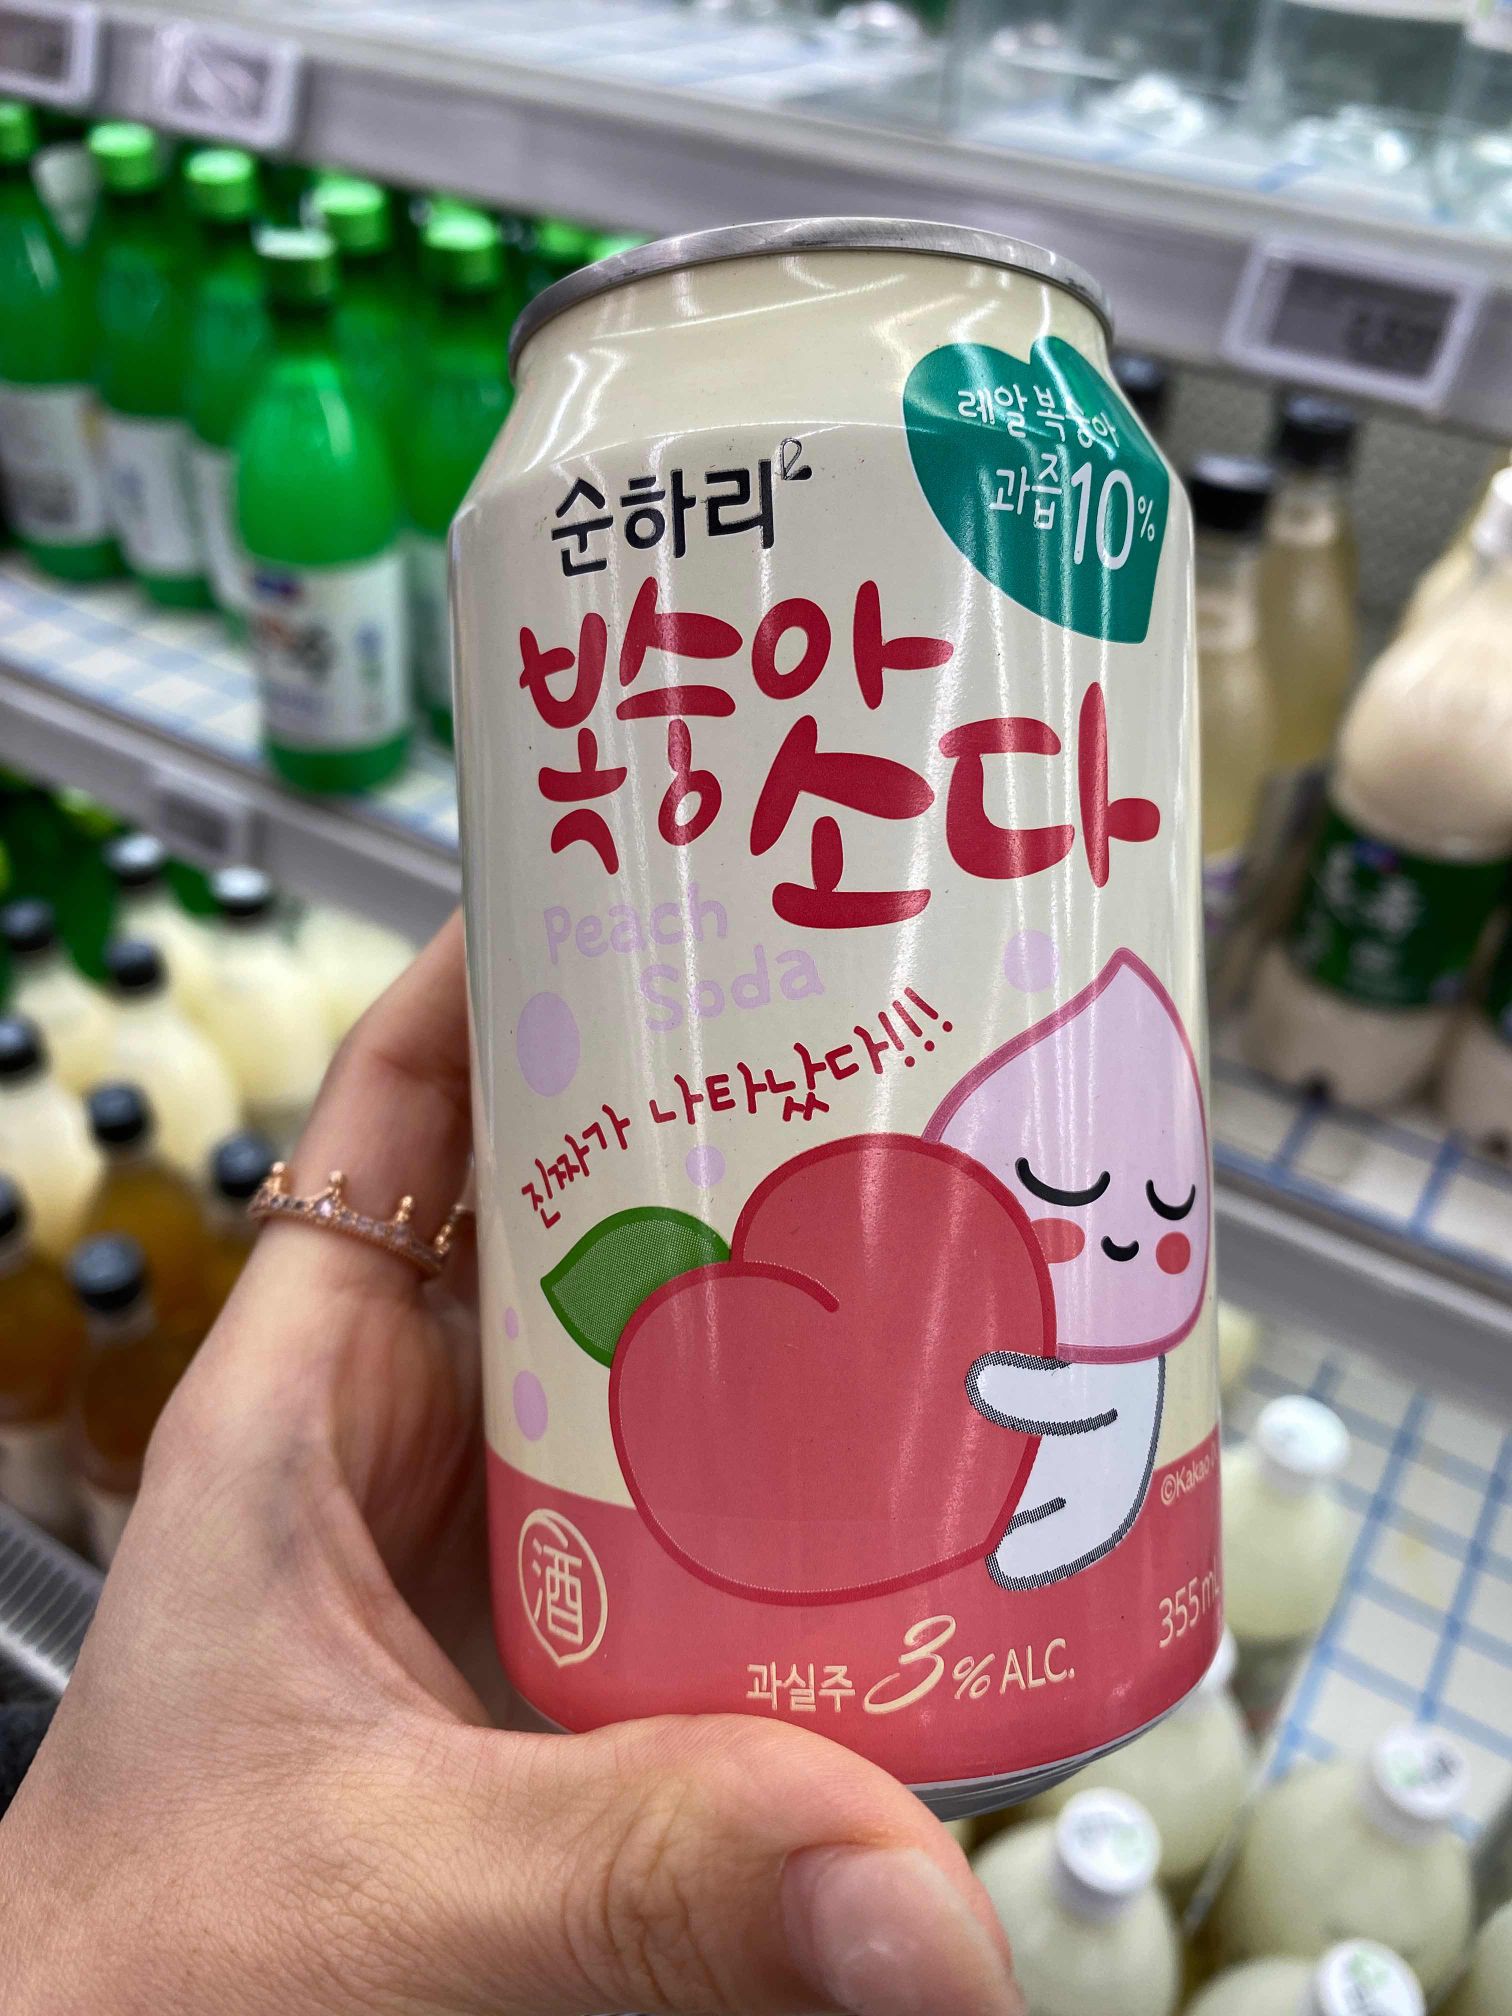 레알 복숭아
과즙 10%
순하리
복숭아
소다
Peach
Soda
진짜가 나타났다!!!
©Kakao
酒
과실주 3% ALC.
355mL